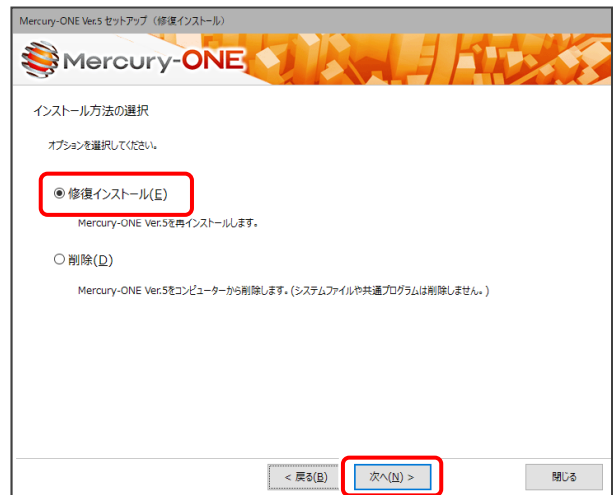 Mercury-ONE Ver.5 セットアップ（修復インストール）
Mercury-ONE
インストール方法の選択
オプションを選択してください。
修復インストール(E)
Mercury-ONE Ver.5を再インストールします。
削除(D)
Mercury-ONE Ver.5をコンピューターから削除します。(システムファイルや共通プログラムは削除しません。)
< 戻る(B) 次へ(N) > 閉じる